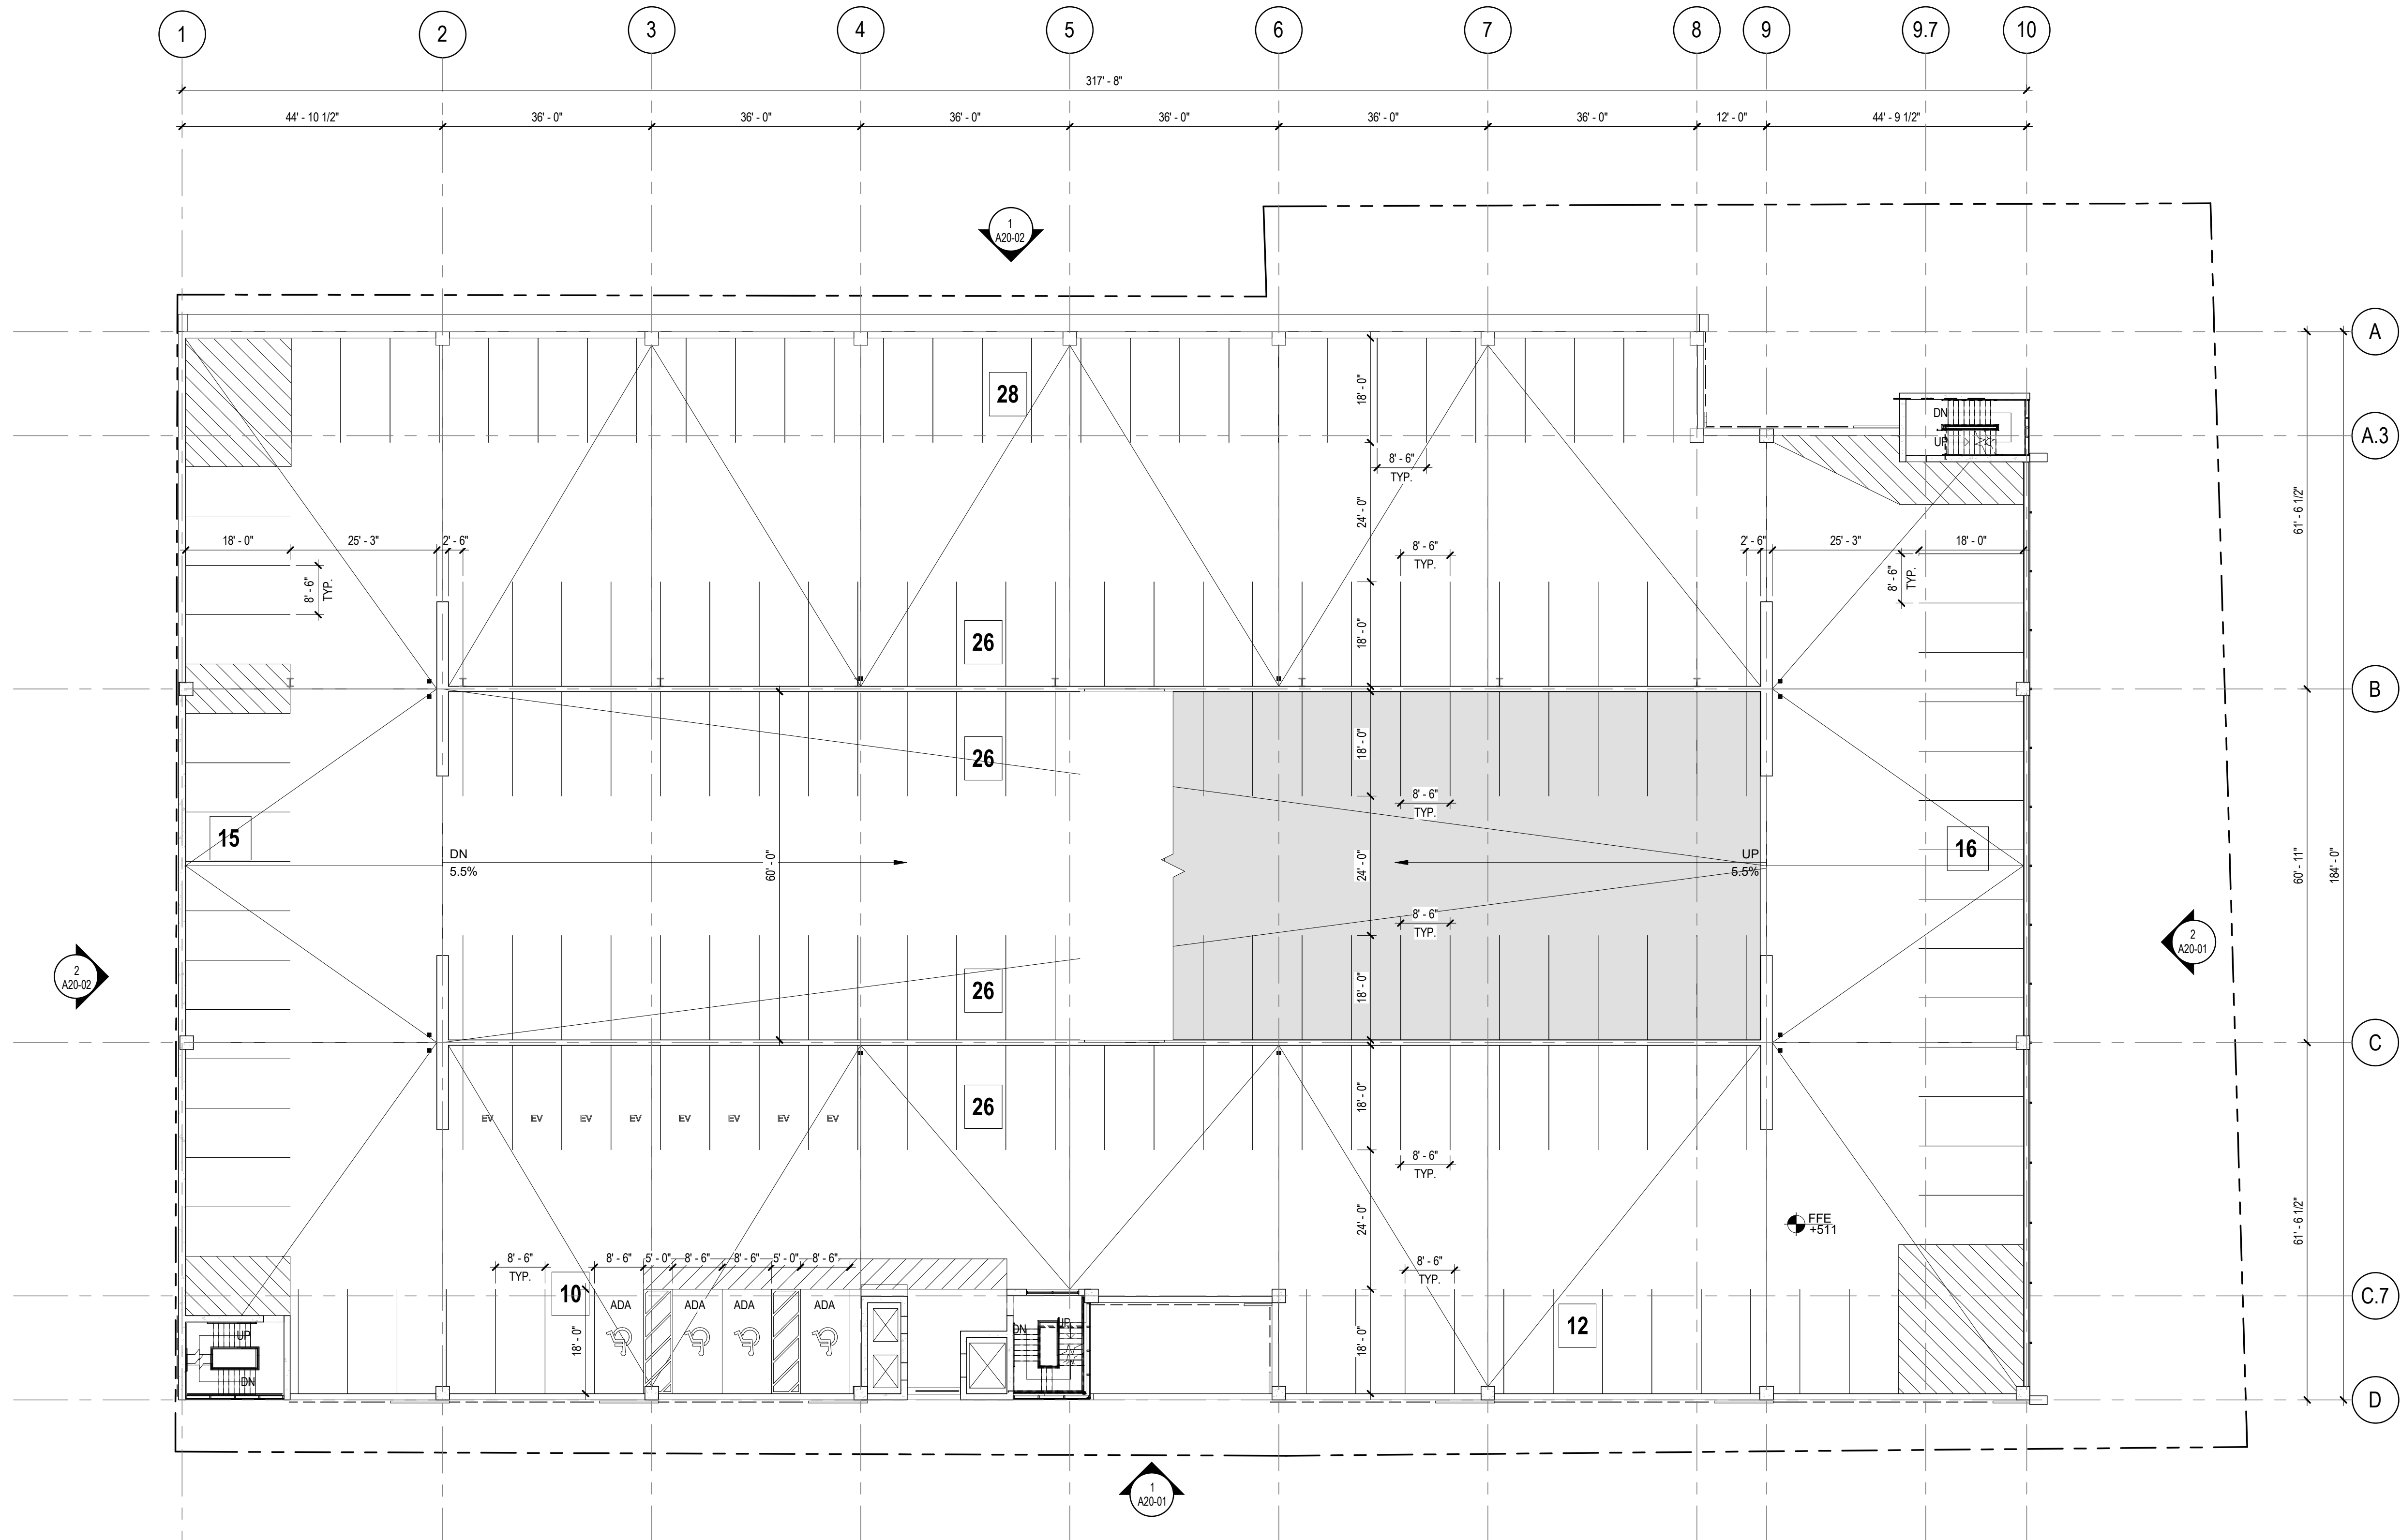 1 2 3 4 5 6 7 8 9 9.7 10
317' - 8"
44' - 10 1/2" 36' - 0" 36' - 0" 36' - 0" 36' - 0" 36' - 0" 36' - 0" 12' - 0" 44' - 9 1/2"
1
A20-02
A
28
18' - 0"
DN
UP
A.3
8' - 6"
TYP.
24' - 0"
61' - 6 1/2"
18' - 0" 25' - 3" 2' - 6"
8' - 6"
TYP.
2' - 6" 25' - 3" 18' - 0"
8' - 6"
TYP.
8' - 6"
TYP.
26
18' - 0"
B
26
18' - 0"
8' - 6"
TYP.
15
16
DN
5.5%
60' - 0"
24' - 0"
UP
5.5%
60' - 11"
184' - 0"
8' - 6"
TYP.
2
A20-02
2
A20-01
26
18' - 0"
C
26
18' - 0"
EV EV EV EV EV EV EV EV
8' - 6"
TYP.
24' - 0"
FFE
+511
61' - 6 1/2"
8' - 6"
TYP.
8' - 6" 5' - 0" 8' - 6" 8' - 6" 5' - 0" 8' - 6"
8' - 6"
TYP.
10
C.7
ADA ADA ADA ADA
18' - 0"
12
18' - 0"
UP
DN
DN
UP
D
1
A20-01